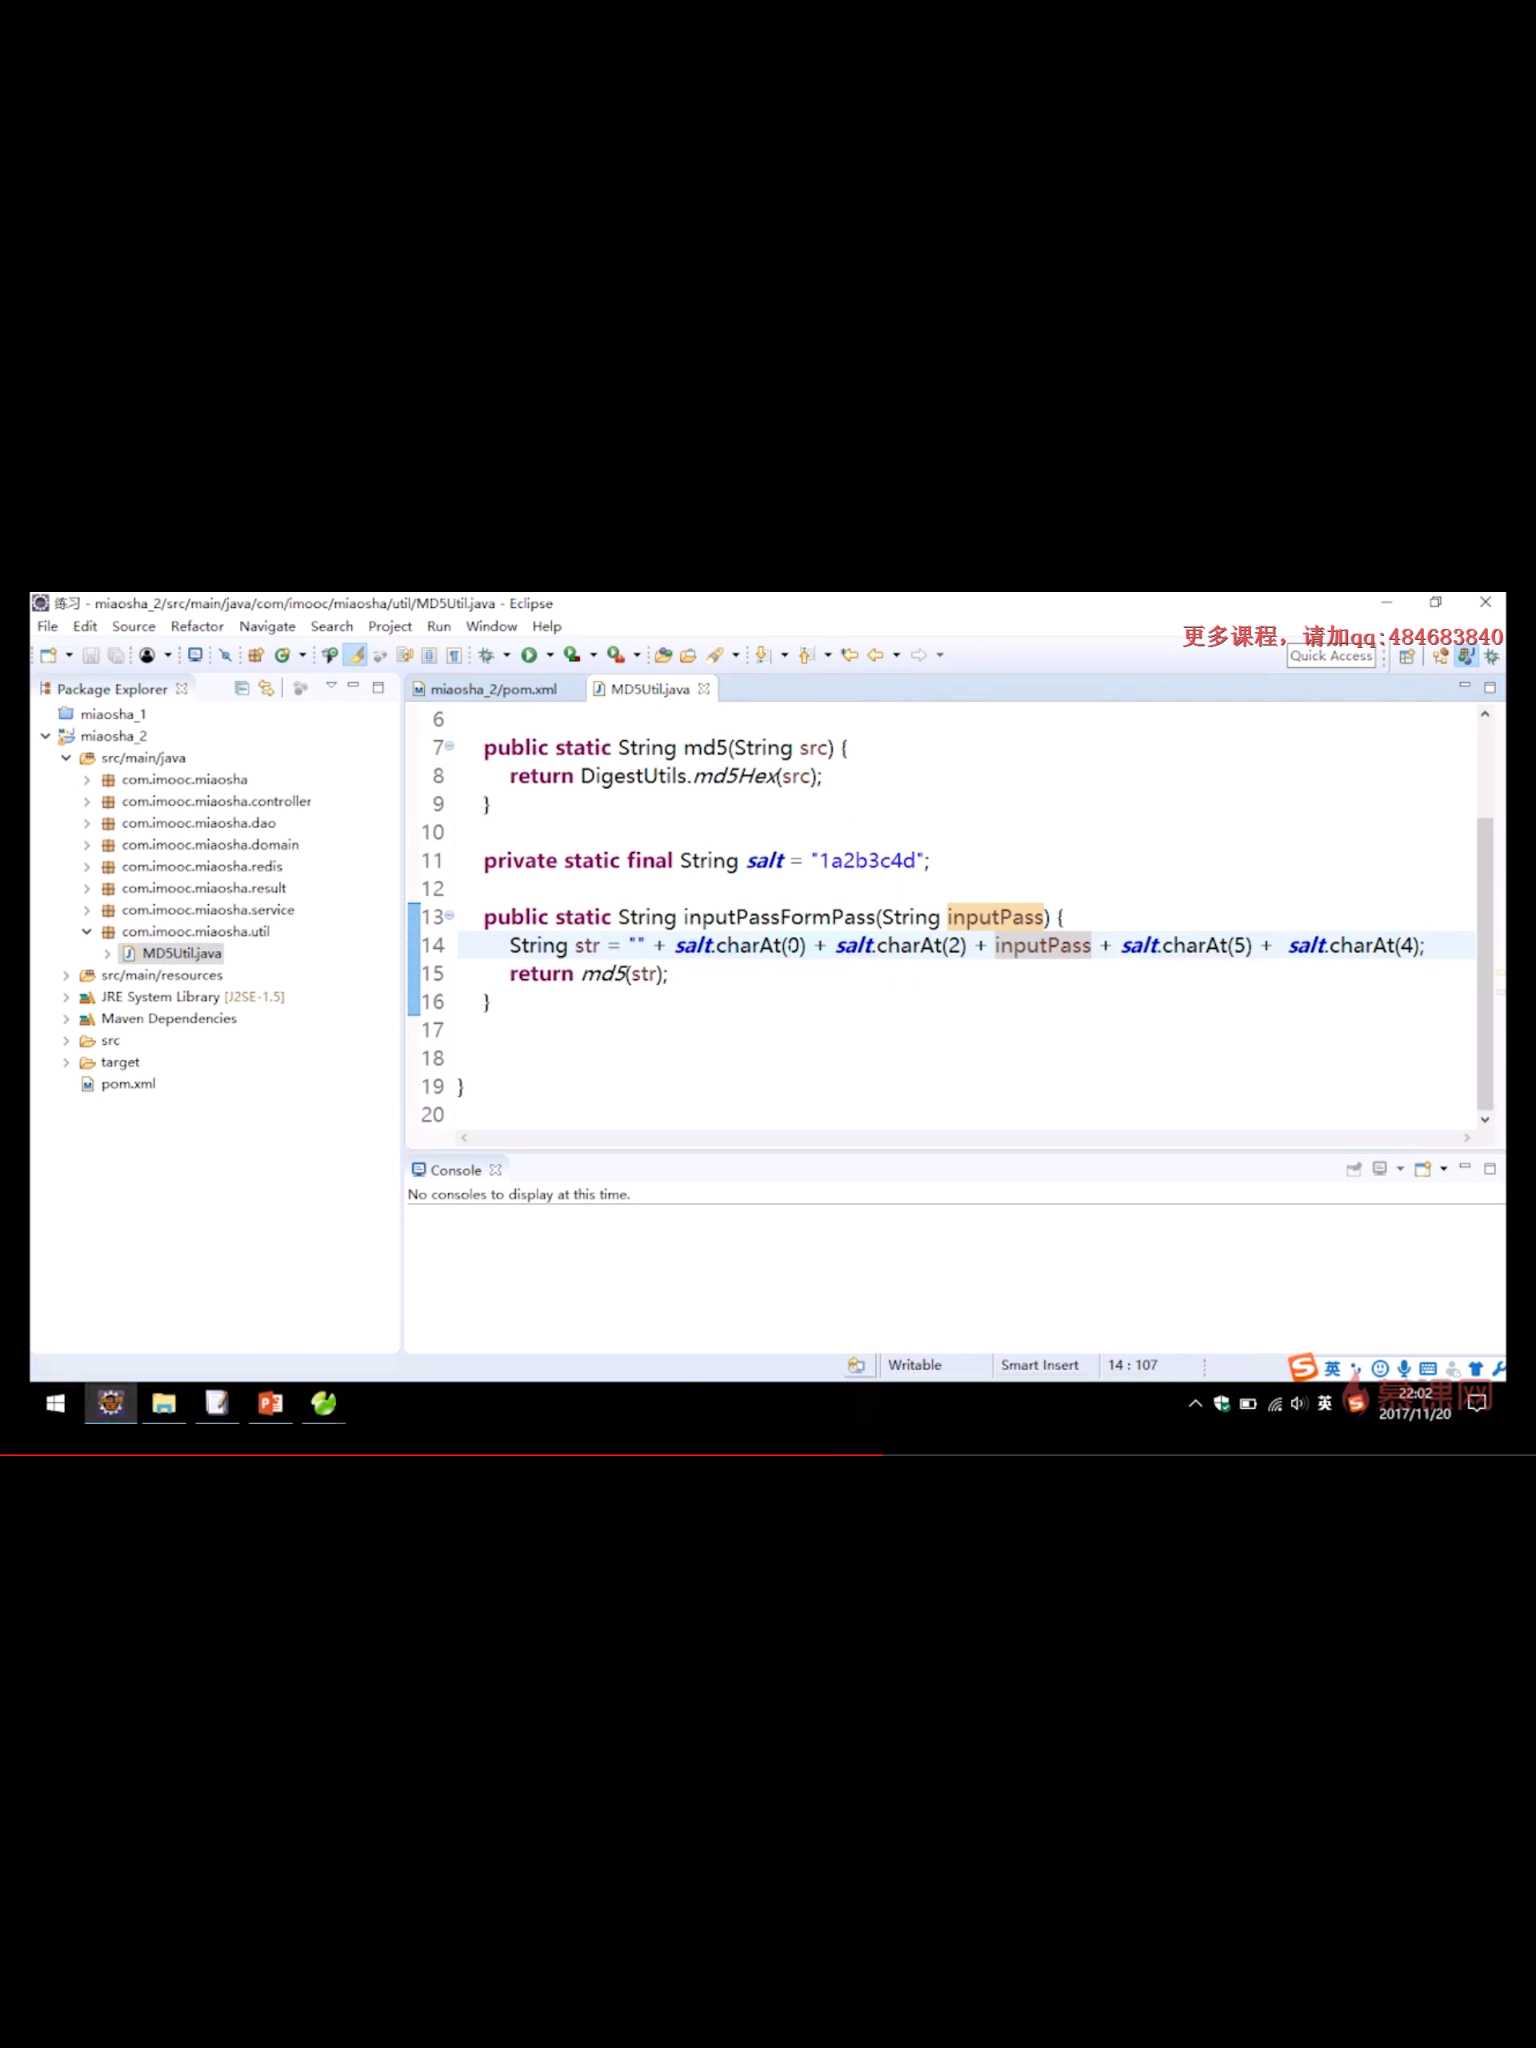 练习 - miaosha_2/src/main/java/com/imooc/miaosha/util/MD5Util.java - Eclipse
File Edit Source Refactor Navigate Search Project Run Window Help
更多课程，请加qq:484683840
Quick Access
Package Explorer
miaosha_1
miaosha_2
src/main/java
com.imooc.miaosha
com.imooc.miaosha.controller
com.imooc.miaosha.dao
com.imooc.miaosha.domain
com.imooc.miaosha.redis
com.imooc.miaosha.result
com.imooc.miaosha.service
com.imooc.miaosha.util
MD5Util.java
src/main/resources
JRE System Library [J2SE-1.5]
Maven Dependencies
src
target
pom.xml
miaosha_2/pom.xml MD5Util.java
6
7 public static String md5(String src) {
8 return DigestUtils.md5Hex(src);
9 }
10
11 private static final String salt = "1a2b3c4d";
12
13 public static String inputPassFormPass(String inputPass) {
14 String str = "" + salt.charAt(0) + salt.charAt(2) + inputPass + salt.charAt(5) +  salt.charAt(4);
15 return md5(str);
16 }
17
18
19 }
20
Console
No consoles to display at this time.
Writable Smart Insert 14 : 107
英
英
慕课网
22:02
2017/11/20